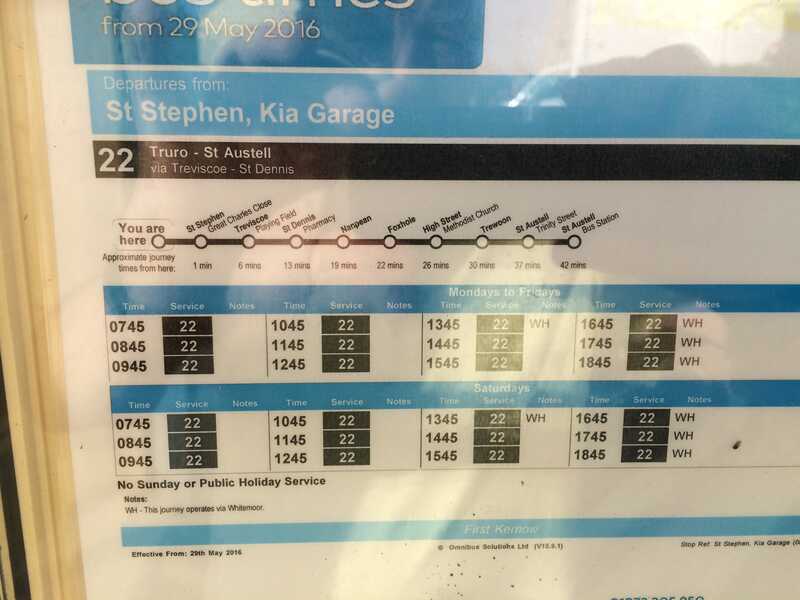 bus times
from 29 May 2016
Departures from:
St Stephen, Kia Garage
22 Truro - St Austell
via Treviscoe - St Dennis
You are here
St Stephen Great Charles Close
Treviscoe Playing Field
St Dennis Pharmacy
Nanpean
Foxhole
High Street Methodist Church
Trewoon
St Austell Trinity Street
St Austell Bus Station
Approximate journey times from here: 1 min 6 mins 13 mins 19 mins 22 mins 26 mins 30 mins 37 mins 42 mins
Mondays to Fridays
Time Service Notes Time Service Notes Time Service Notes Time Service Notes
0745 22 1045 22 1345 22 WH 1645 22 WH
0845 22 1145 22 1445 22 1745 22 WH
0945 22 1245 22 1545 22 1845 22 WH
Saturdays
Time Service Notes Time Service Notes Time Service Notes Time Service Notes
0745 22 1045 22 1345 22 WH 1645 22 WH
0845 22 1145 22 1445 22 1745 22 WH
0945 22 1245 22 1545 22 1845 22 WH
No Sunday or Public Holiday Service
Notes:
WH - This journey operates via Whitemoor.
First Kernow
Effective From: 29th May 2016 © Omnibus Solutions Ltd (V10.9.1) Stop Ref: St Stephen, Kia Garage